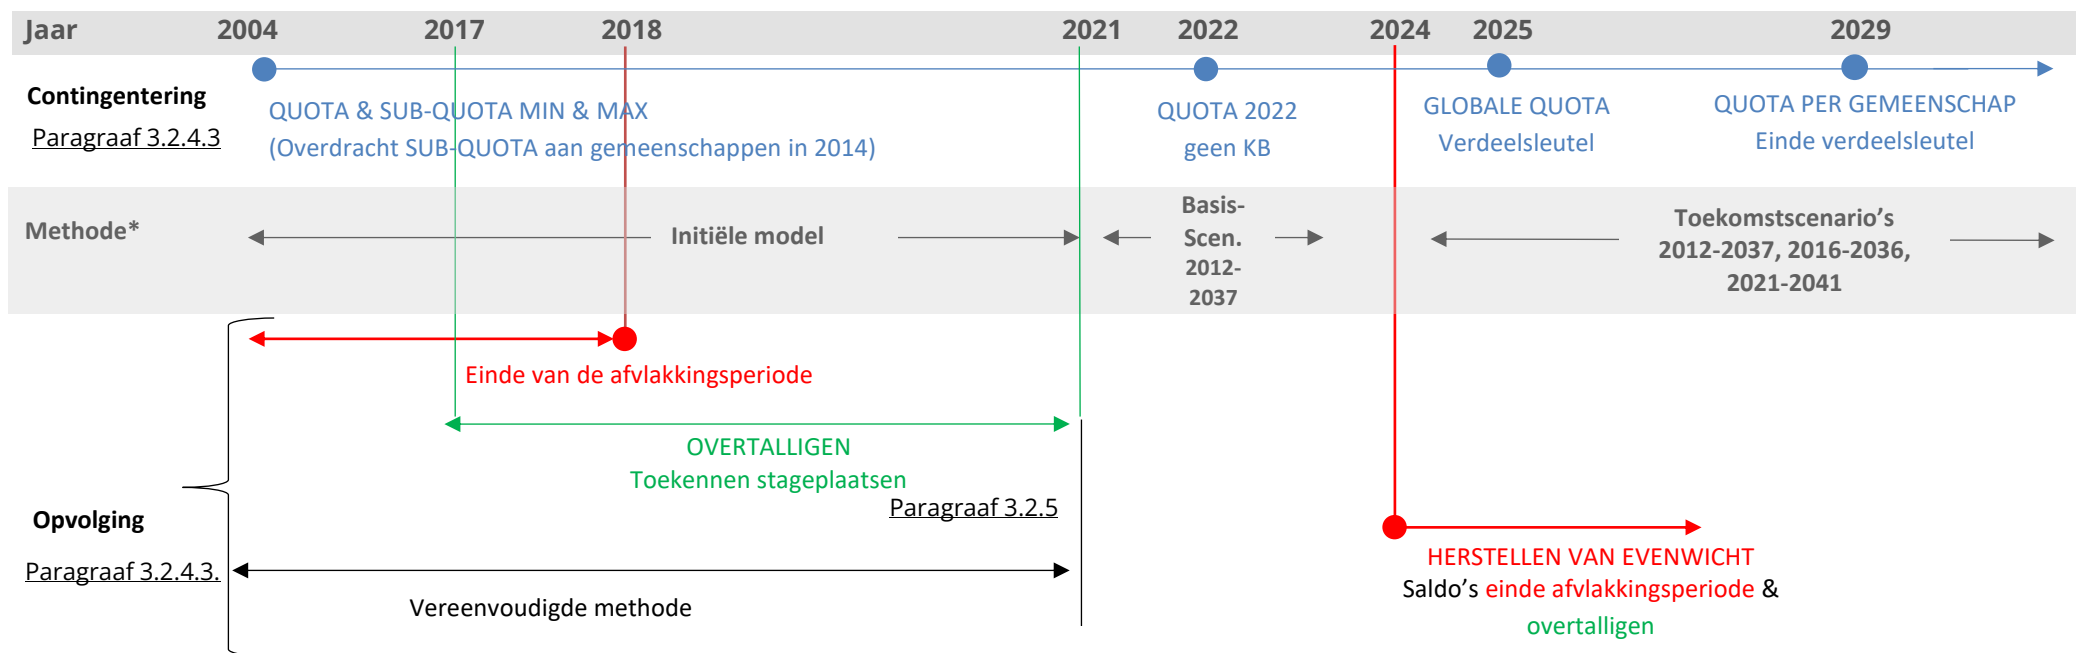 Jaar 2004 2017 2018 2021 2022 2024 2025 2029
Contingentering
Paragraaf 3.2.4.3
QUOTA & SUB-QUOTA MIN & MAX
(Overdracht SUB-QUOTA aan gemeenschappen in 2014)
QUOTA 2022
geen KB
GLOBALE QUOTA
Verdeelsleutel
QUOTA PER GEMEENSCHAP
Einde verdeelsleutel
Methode*
Initiële model
Basis-
Scen.
2012-
2037
Toekomstscenario’s
2012-2037, 2016-2036,
2021-2041
Einde van de afvlakkingsperiode
OVERTALLIGEN
Toekennen stageplaatsen
Paragraaf 3.2.5
Opvolging
Paragraaf 3.2.4.3.
Vereenvoudigde methode
HERSTELLEN VAN EVENWICHT
Saldo’s einde afvlakkingsperiode &
overtalligen